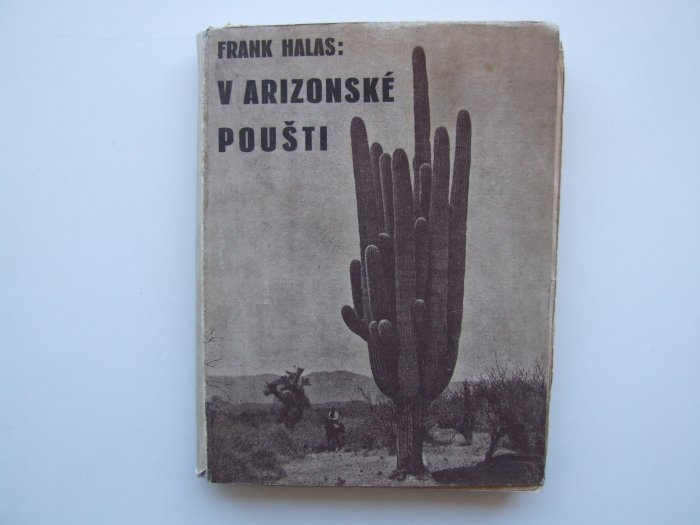 FRANK HALAS:
V ARIZONSKÉ
POUŠTI